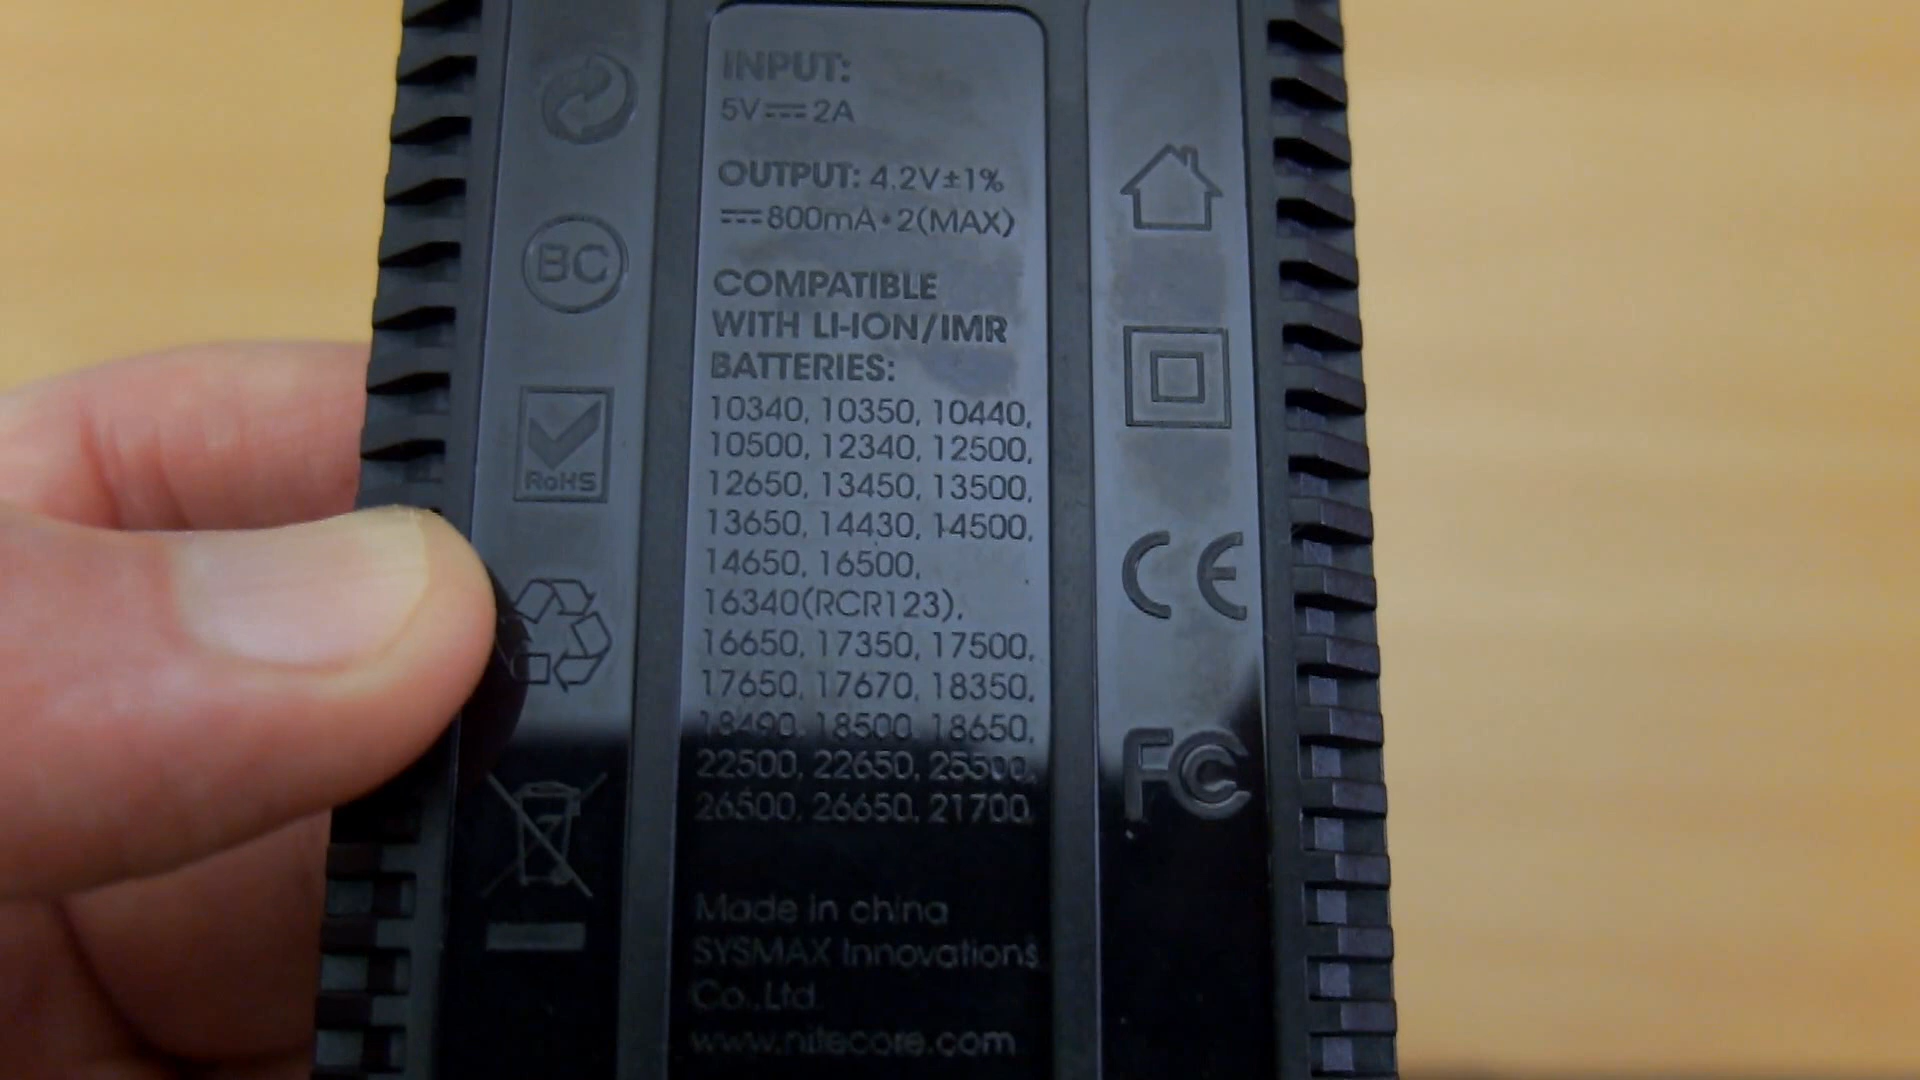 INPUT:
5V⎓2A
OUTPUT: 4.2V±1%
⎓800mA•2(MAX)
COMPATIBLE
WITH LI-ION/IMR
BATTERIES:
10340, 10350, 10440,
10500, 12340, 12500,
12650, 13450, 13500,
13650, 14430, 14500,
14650, 16500,
16340(RCR123),
16650, 17350, 17500,
17650, 17670, 18350,
18490, 18500, 18650,
22500, 22650, 25500,
26500, 26650, 21700,
Made in china
SYSMAX Innovations
Co.,Ltd.
www.nitecore.com
BC
RoHS
CE
FC